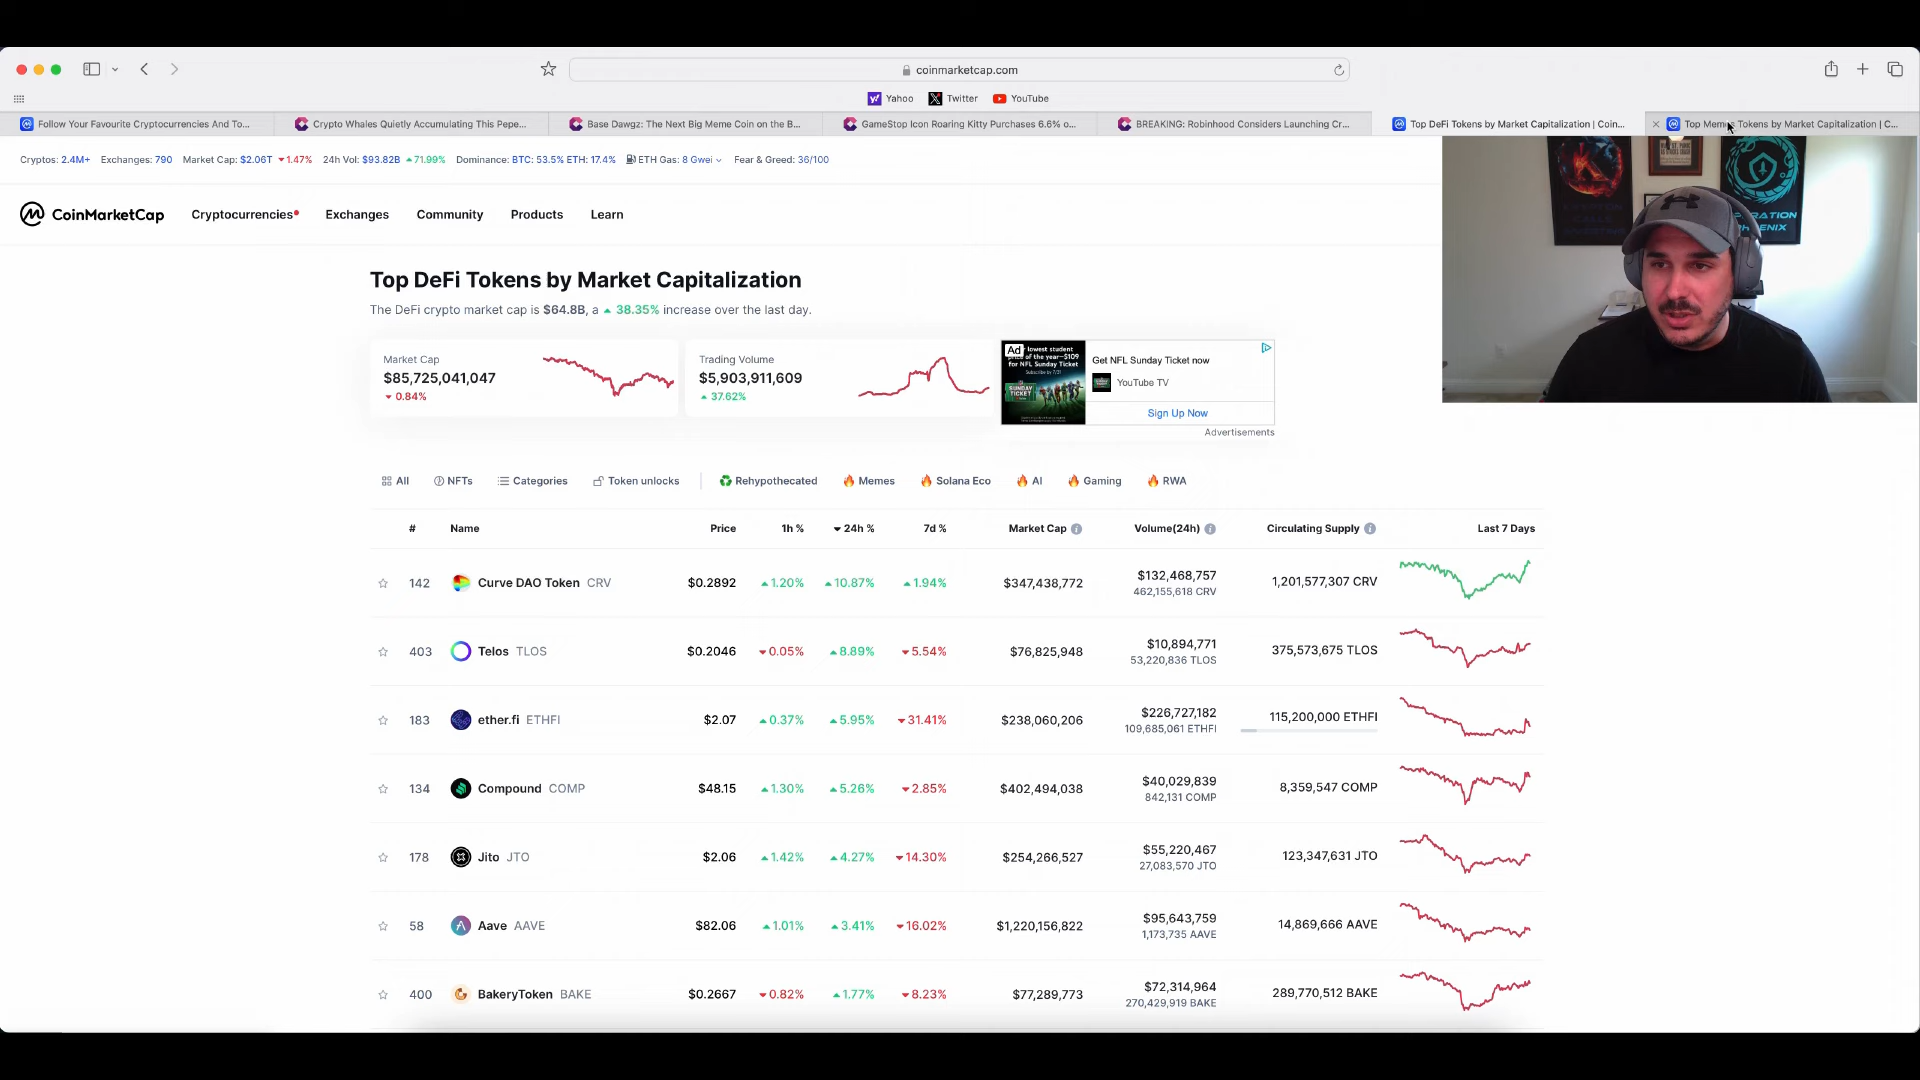 coinmarketcap.com
Yahoo Twitter YouTube
Follow Your Favourite Cryptocurrencies And To... Crypto Whales Quietly Accumulating This Pepe... Base Dawgz: The Next Big Meme Coin on the B... GameStop Icon Roaring Kitty Purchases 6.6% o... BREAKING: Robinhood Considers Launching Cr... Top DeFi Tokens by Market Capitalization | Coin... Top Memes Tokens by Market Capitalization | C...
Cryptos: 2.4M+ Exchanges: 790 Market Cap: $2.06T 1.47% 24h Vol: $93.82B 71.99% Dominance: BTC: 53.5% ETH: 17.4% ETH Gas: 8 Gwei Fear & Greed: 36/100
CoinMarketCap Cryptocurrencies Exchanges Community Products Learn
Top DeFi Tokens by Market Capitalization
The DeFi crypto market cap is $64.8B, a 38.35% increase over the last day.
Market Cap
$85,725,041,047
0.84%
Trading Volume
$5,903,911,609
37.62%
Ad
lowest student
of the year—$109
for NFL Sunday Ticket
SUNDAY
TICKET
Get NFL Sunday Ticket now
YouTube TV
Sign Up Now
Advertisements
All NFTs Categories Token unlocks Rehypothecated Memes Solana Eco AI Gaming RWA
# Name Price 1h % 24h % 7d % Market Cap Volume(24h) Circulating Supply Last 7 Days
142 Curve DAO Token CRV $0.2892 1.20% 10.87% 1.94% $347,438,772 $132,468,757 1,201,577,307 CRV
462,155,618 CRV
403 Telos TLOS $0.2046 0.05% 8.89% 5.54% $76,825,948 $10,894,771 375,573,675 TLOS
53,220,836 TLOS
183 ether.fi ETHFI $2.07 0.37% 5.95% 31.41% $238,060,206 $226,727,182 115,200,000 ETHFI
109,685,061 ETHFI
134 Compound COMP $48.15 1.30% 5.26% 2.85% $402,494,038 $40,029,839 8,359,547 COMP
842,131 COMP
178 Jito JTO $2.06 1.42% 4.27% 14.30% $254,266,527 $55,220,467 123,347,631 JTO
27,083,570 JTO
58 Aave AAVE $82.06 1.01% 3.41% 16.02% $1,220,156,822 $95,643,759 14,869,666 AAVE
1,173,735 AAVE
400 BakeryToken BAKE $0.2667 0.82% 1.77% 8.23% $77,289,773 $72,314,964 289,770,512 BAKE
270,429,919 BAKE